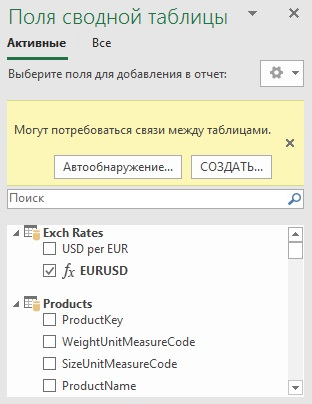 Поля сводной таблицы
Активные Все
Выберите поля для добавления в отчет:
Могут потребоваться связи между таблицами.
Автообнаружение... СОЗДАТЬ...
Поиск
Exch Rates
USD per EUR
fx EURUSD
Products
ProductKey
WeightUnitMeasureCode
SizeUnitMeasureCode
ProductName